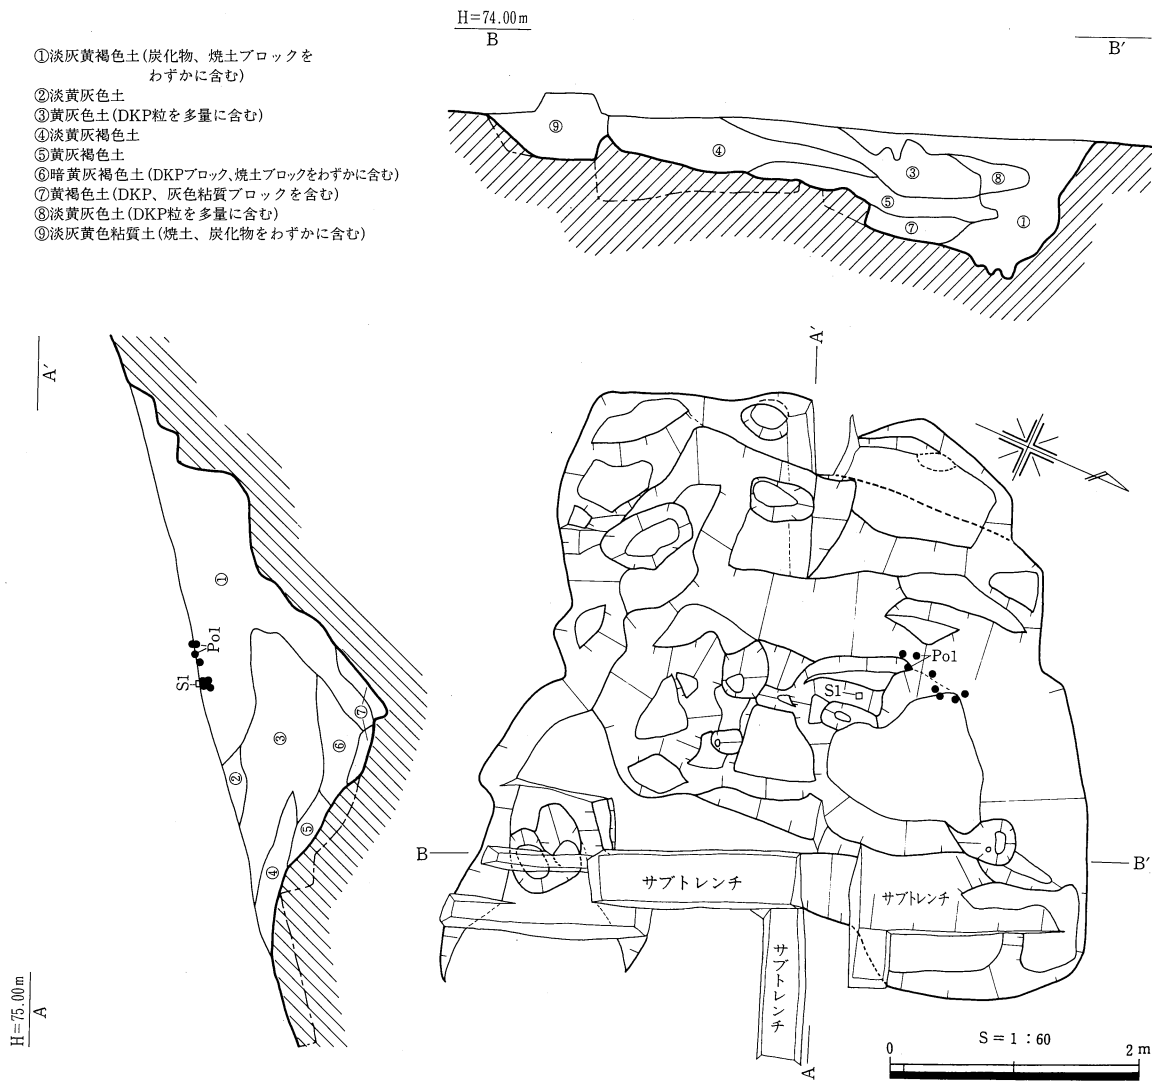 ①淡灰黄褐色土(炭化物、焼土ブロックを
わずかに含む)
②淡黄灰色土
③黄灰色土(DKP粒を多量に含む)
④淡黄灰褐色土
⑤黄灰褐色土
⑥暗黄灰褐色土(DKPブロック、焼土ブロックをわずかに含む)
⑦黄褐色土(DKP、灰色粘質ブロックを含む)
⑧淡黄灰色土(DKP粒を多量に含む)
⑨淡灰黄色粘質土(焼土、炭化物をわずかに含む)
H=74.00m
B
B′
⑨
④
③
⑧
⑤
①
⑦
A′
①
Po1
S1
⑦
③
⑥
②
⑤
④
H=75.00m
A
A′
Po1
S1
B
B′
サブトレンチ
サブトレンチ
サブトレンチ
A
S=1:60
0
2m